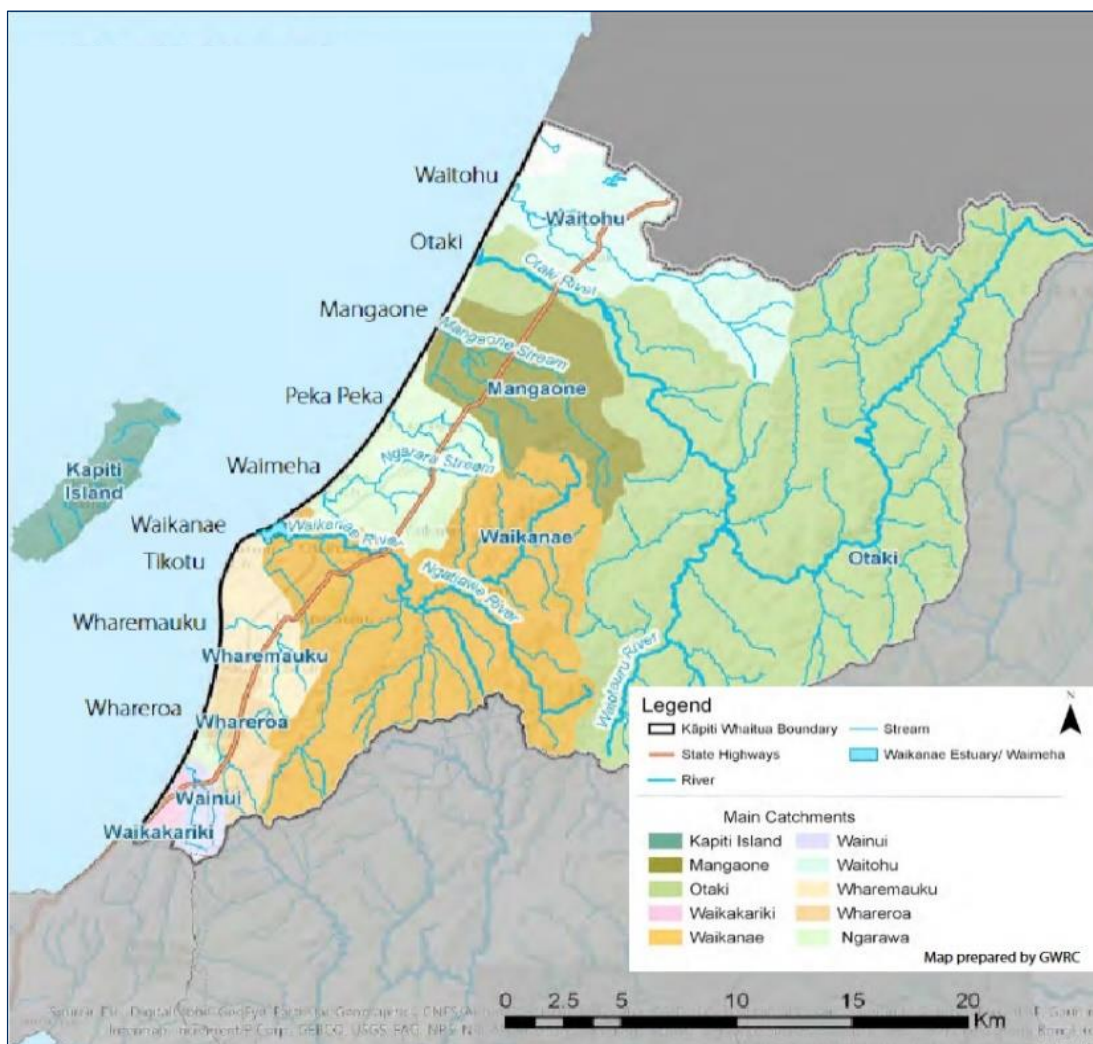 Waitohu
Waitohu
Otaki
Otaki River
Mangaone
Mangaone Stream
Mangaone
Peka Peka
Ngarara Stream
Waimeha
Kapiti
Island
Waikanae
Waikanae River
Waikanae
Tikotu
Otaki
Ngatiawe River
Wharemauku
Wharemauku
Waiotauru River
Whareroa
Whareroa
Wainui
Waikakariki
Legend
N
Kāpiti Whaitua Boundary
Stream
State Highways
Waikanae Estuary/ Waimeha
River
Main Catchments
Kapiti Island
Wainui
Mangaone
Waitohu
Otaki
Wharemauku
Waikakariki
Whareroa
Waikanae
Ngarawa
Map prepared by GWRC
0 2.5 5 10 15 20
Km